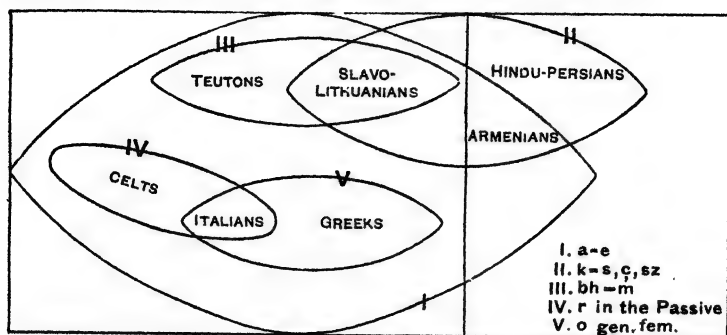 III
II
TEUTONS
SLAVO-
LITHUANIANS
HINDU-PERSIANS
ARMENIANS
IV
CELTS
V
ITALIANS
GREEKS
I
I. a=e
II. k=s, ç, sz
III. bh=m
IV. r in the Passive
V. o gen. fem.